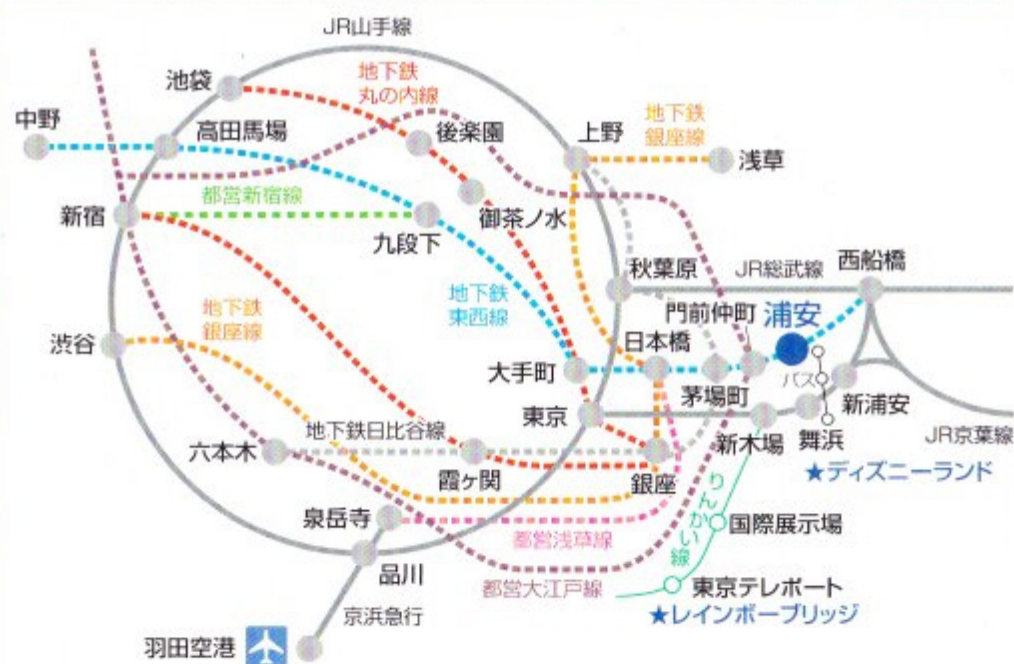 JR山手線
池袋
地下鉄
丸の内線
中野
高田馬場
後楽園
上野
地下鉄
銀座線
浅草
都営新宿線
新宿
御茶ノ水
九段下
秋葉原
JR総武線
西船橋
地下鉄
銀座線
地下鉄
東西線
門前仲町
浦安
渋谷
日本橋
大手町
茅場町
バス
新浦安
東京
地下鉄日比谷線
六本木
新木場
舞浜
JR京葉線
霞ヶ関
銀座
★ディズニーランド
泉岳寺
りんかい線
国際展示場
都営浅草線
品川
都営大江戸線
東京テレポート
★レインボーブリッジ
京浜急行
羽田空港